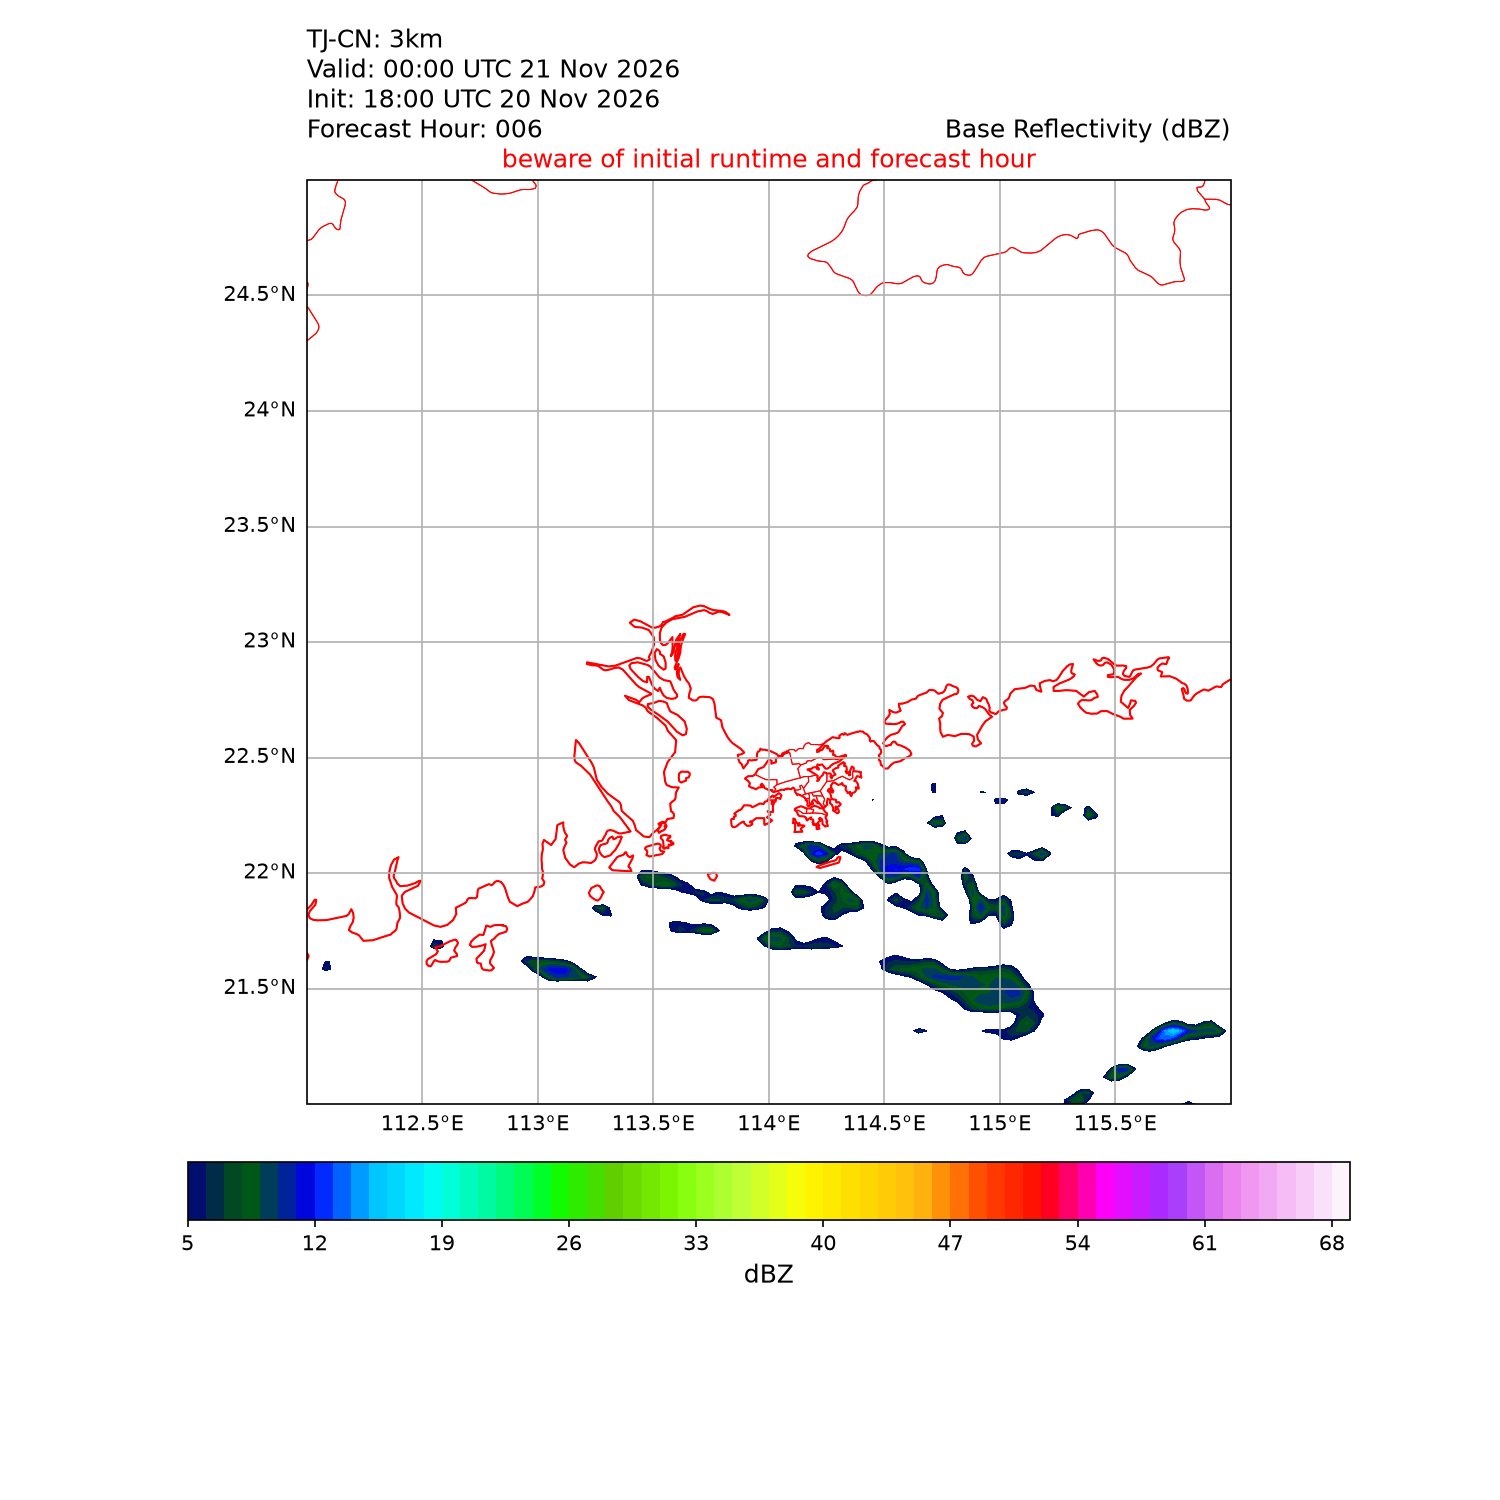 TJ-CN: 3km
Valid: 00:00 UTC 21 Nov 2026
Init: 18:00 UTC 20 Nov 2026
Forecast Hour: 006
Base Reflectivity (dBZ)
beware of initial runtime and forecast hour
24.5°N
24°N
23.5°N
23°N
22.5°N
22°N
21.5°N
112.5°E 113°E 113.5°E 114°E 114.5°E 115°E 115.5°E
5 12 19 26 33 40 47 54 61 68
dBZ